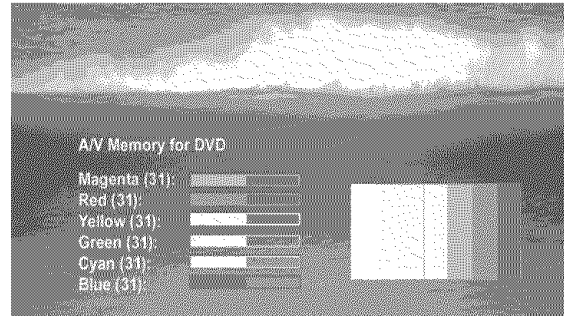 A/V Memory for DVD
Magenta (31):
Red (31):
Yellow (31):
Green (31):
Cyan (31):
Blue (31):